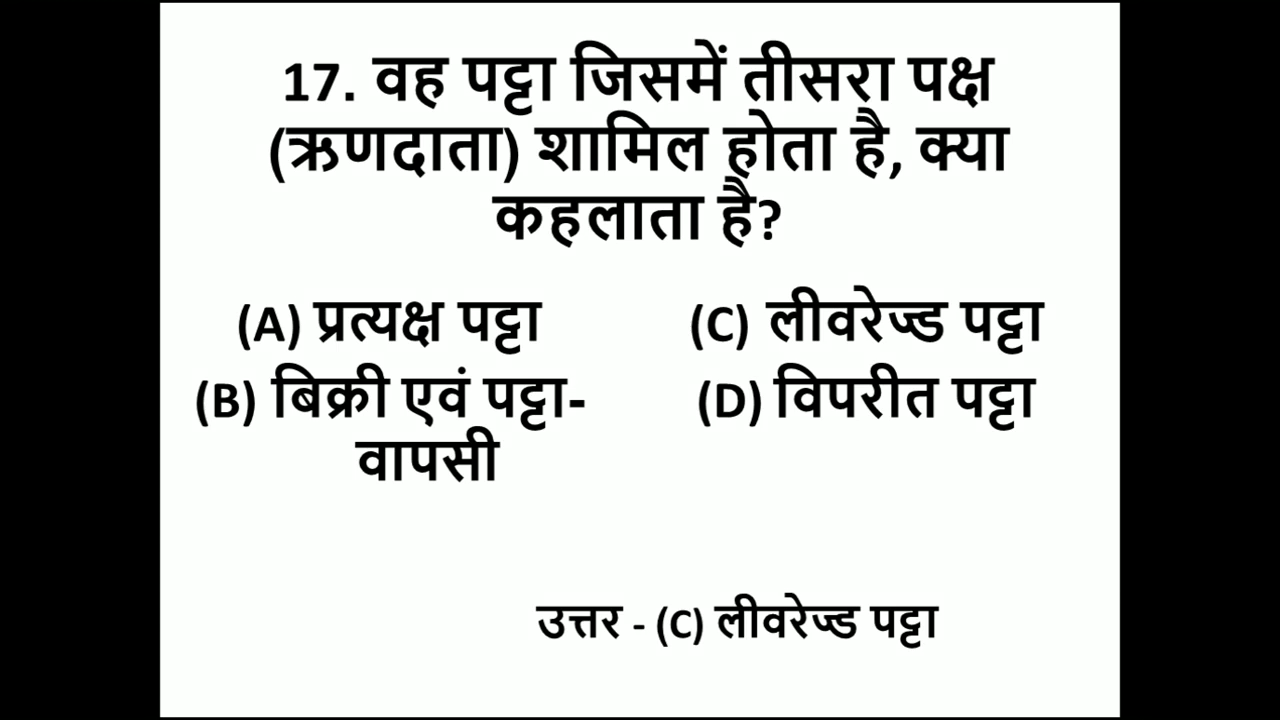 17. वह पट्टा जिसमें तीसरा पक्ष
(ऋणदाता) शामिल होता है, क्या
कहलाता है?
(A) प्रत्यक्ष पट्टा
(B) बिक्री एवं पट्टा-
वापसी
(C) लीवरेज्ड पट्टा
(D) विपरीत पट्टा
उत्तर - (C) लीवरेज्ड पट्टा